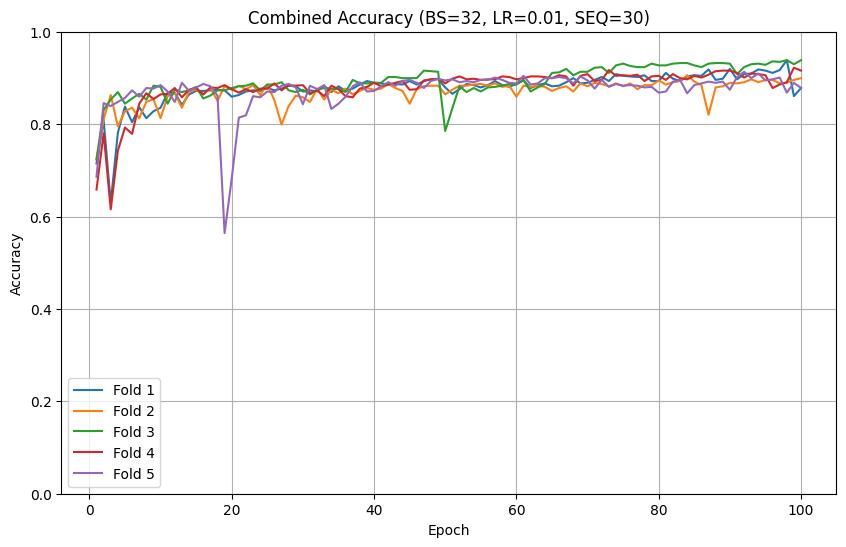 Combined Accuracy (BS=32, LR=0.01, SEQ=30)
Accuracy
1.0
0.8
0.6
0.4
0.2
0.0
Fold 1
Fold 2
Fold 3
Fold 4
Fold 5
0 20 40 60 80 100
Epoch